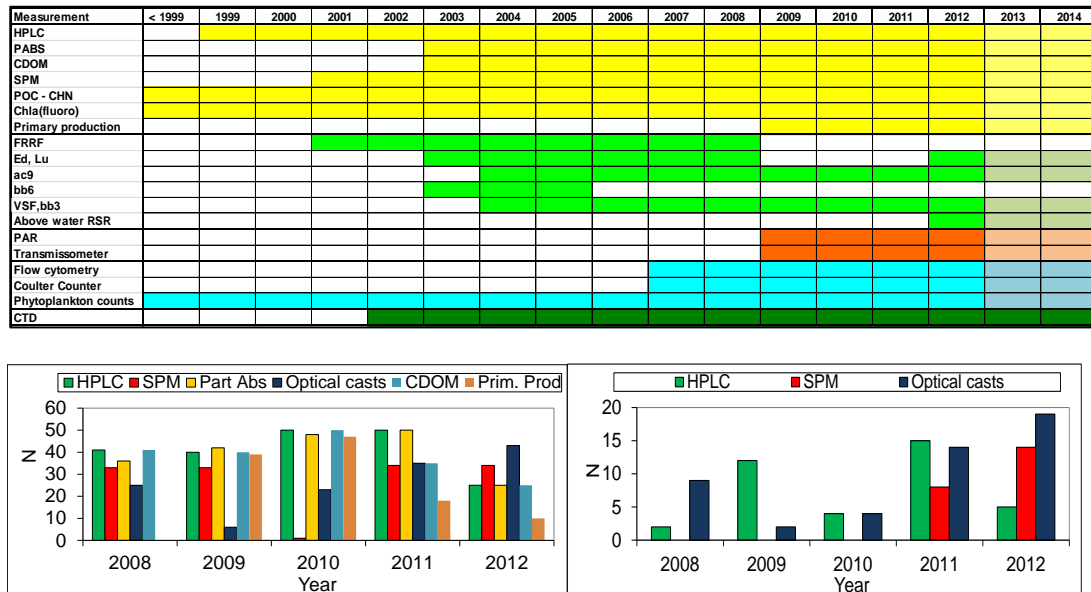 Measurement < 1999 1999 2000 2001 2002 2003 2004 2005 2006 2007 2008 2009 2010 2011 2012 2013 2014
HPLC
PABS
CDOM
SPM
POC - CHN
Chla(fluoro)
Primary production
FRRF
Ed, Lu
ac9
bb6
VSF,bb3
Above water RSR
PAR
Transmissometer
Flow cytometry
Coulter Counter
Phytoplankton counts
CTD
HPLC SPM Part Abs Optical casts CDOM Prim. Prod
60
50
40
30
20
10
0
N
2008 2009 2010 2011 2012
Year
HPLC SPM Optical casts
20
15
10
5
0
N
2008 2009 2010 2011 2012
Year